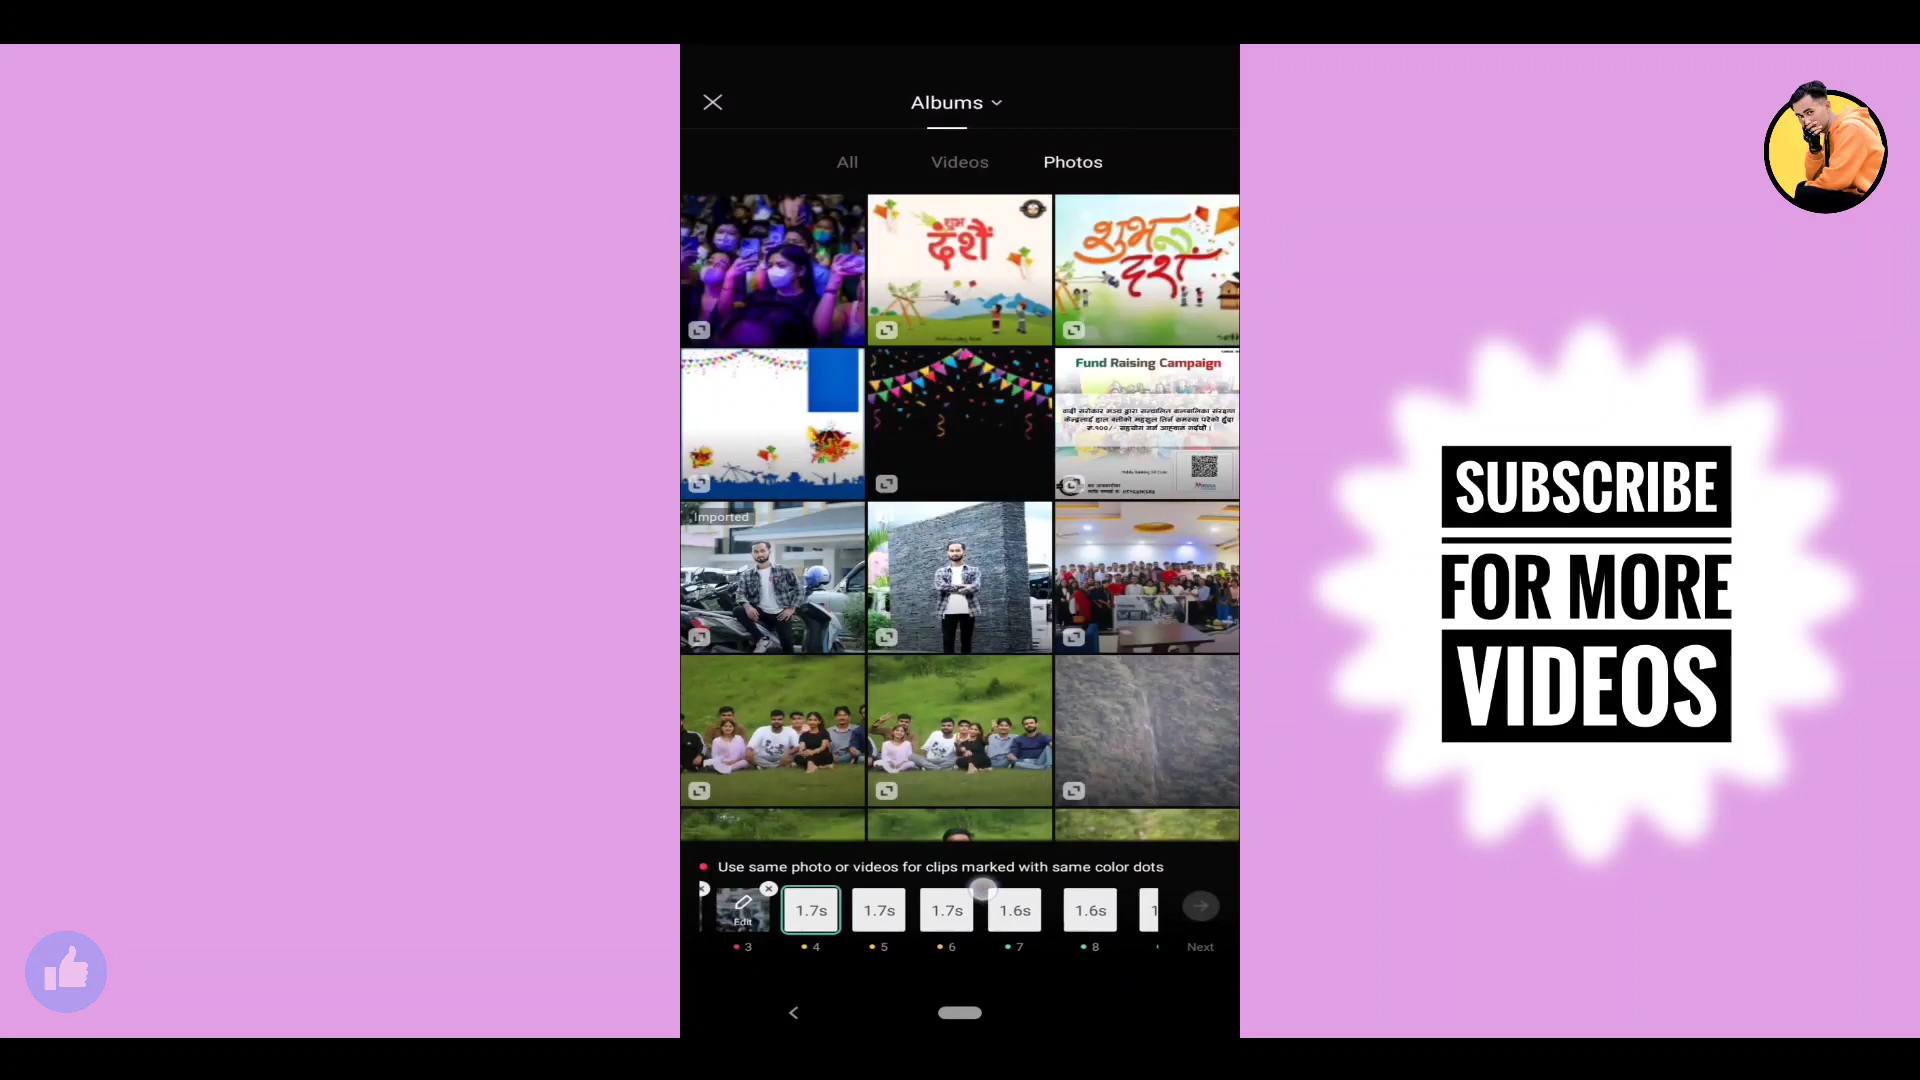 Albums
All
Videos
Photos
शुभ
दशैं
शुभ
Fund Raising Campaign
Imported
Use same photo or videos for clips marked with same color dots
Edit
1.7s
1.7s
1.7s
1.6s
1.6s
3
4
5
6
7
8
Next
SUBSCRIBE
FOR MORE
VIDEOS